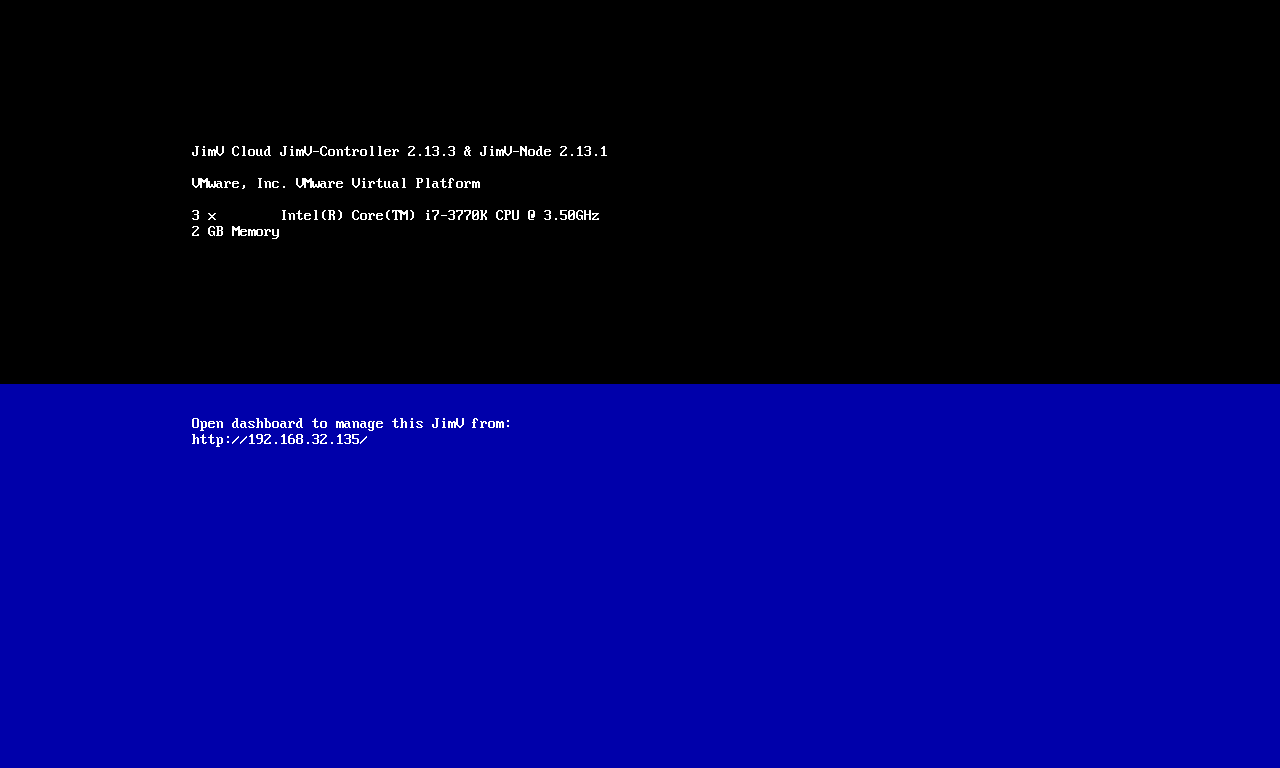 JimV Cloud JimV-Controller 2.13.3 & JimV-Node 2.13.1
VMware, Inc. VMware Virtual Platform
3 x        Intel(R) Core(TM) i7-3770K CPU @ 3.50GHz
2 GB Memory
Open dashboard to manage this JimV from:
http://192.168.32.135/